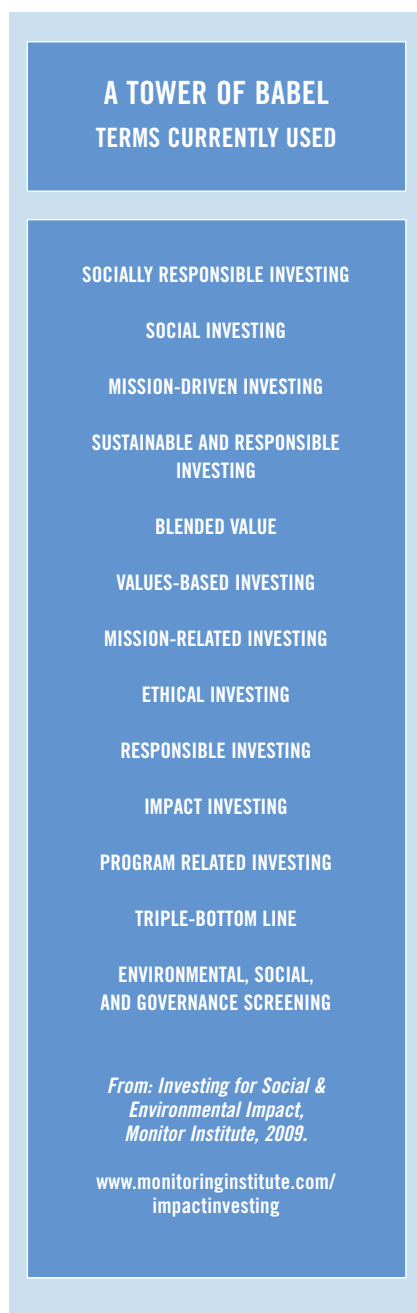 A TOWER OF BABEL
TERMS CURRENTLY USED
SOCIALLY RESPONSIBLE INVESTING
SOCIAL INVESTING
MISSION-DRIVEN INVESTING
SUSTAINABLE AND RESPONSIBLE
INVESTING
BLENDED VALUE
VALUES-BASED INVESTING
MISSION-RELATED INVESTING
ETHICAL INVESTING
RESPONSIBLE INVESTING
IMPACT INVESTING
PROGRAM RELATED INVESTING
TRIPLE-BOTTOM LINE
ENVIRONMENTAL, SOCIAL,
AND GOVERNANCE SCREENING
From: Investing for Social &
Environmental Impact,
Monitor Institute, 2009.
www.monitoringinstitute.com/
impactinvesting